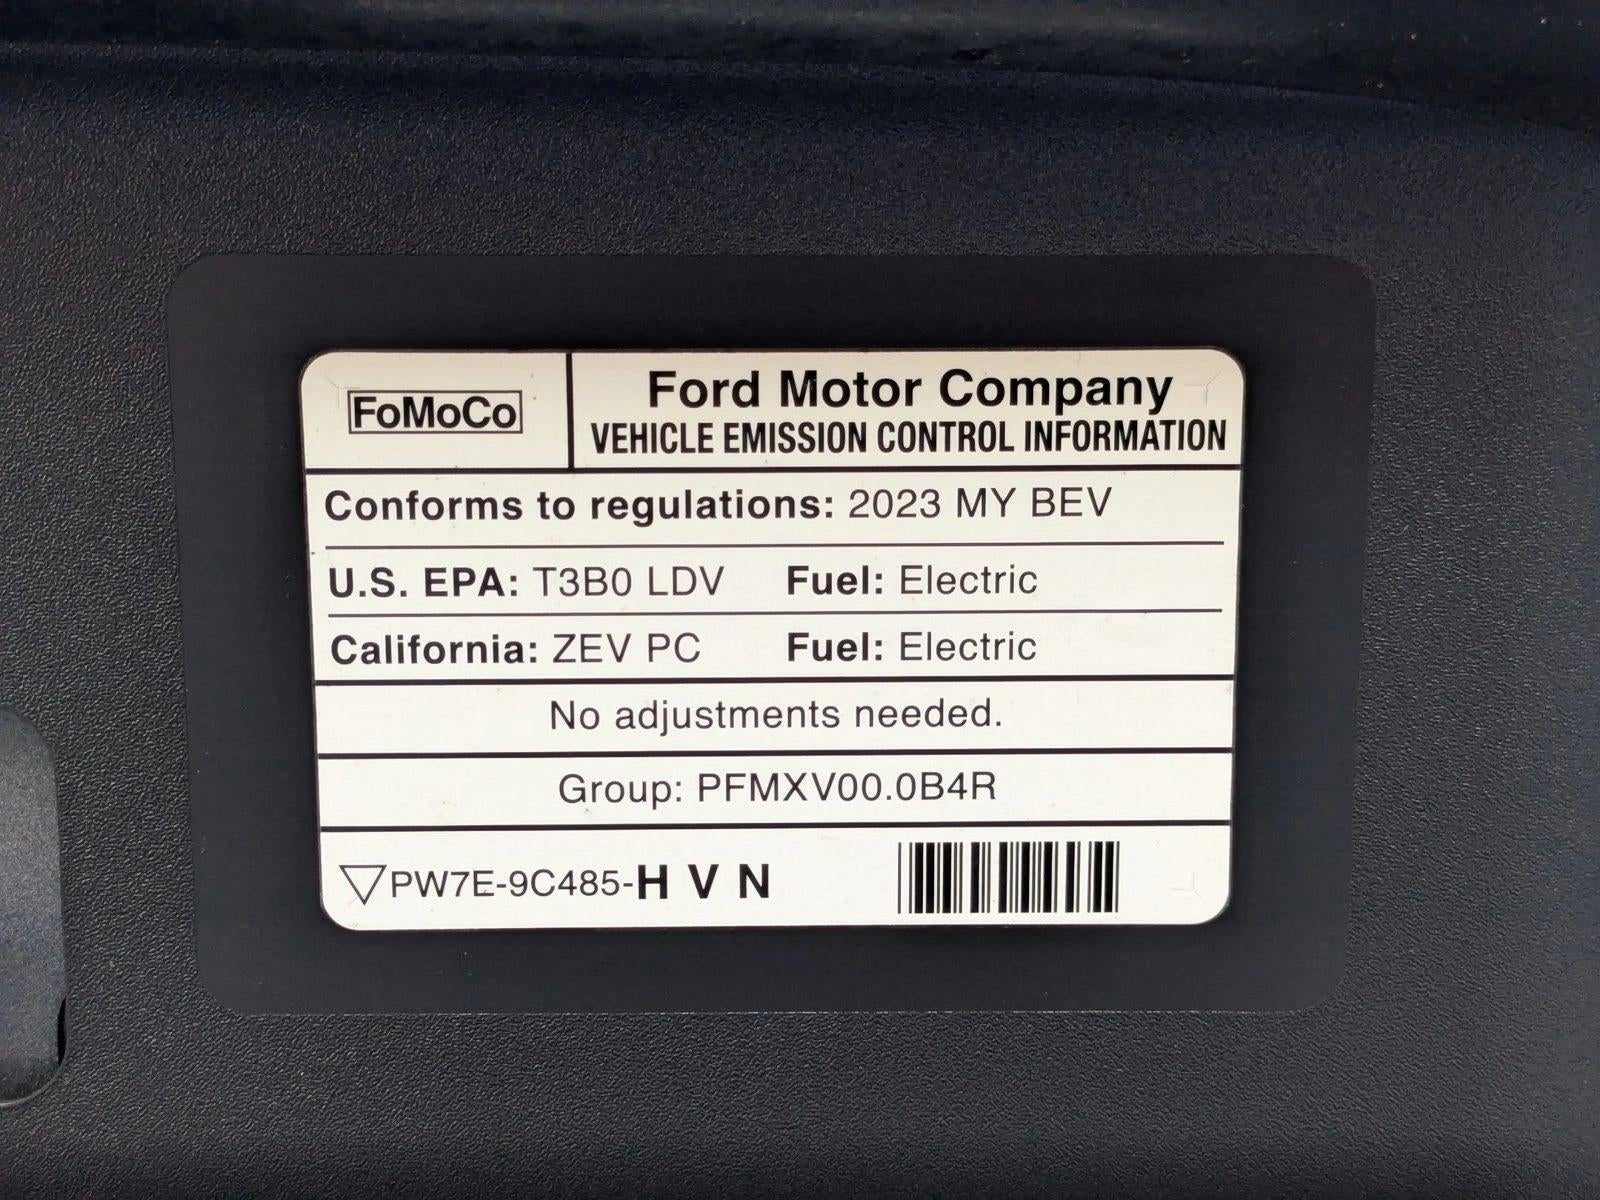 FoMoCo
Ford Motor Company
VEHICLE EMISSION CONTROL INFORMATION
Conforms to regulations: 2023 MY BEV
U.S. EPA: T3B0 LDV Fuel: Electric
California: ZEV PC Fuel: Electric
No adjustments needed.
Group: PFMXV00.0B4R
PW7E-9C485-H V N